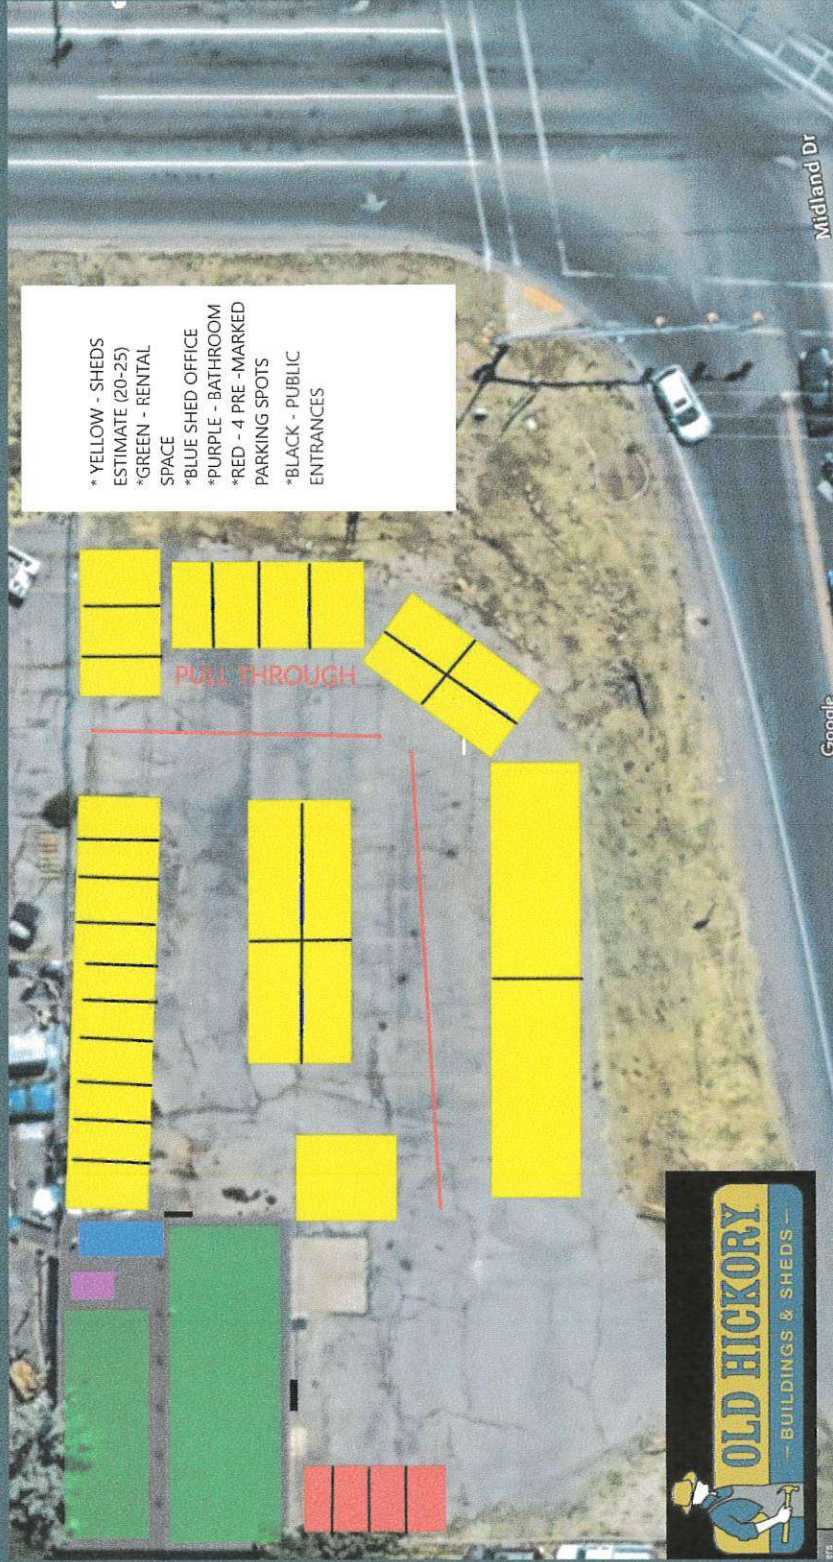 * YELLOW - SHEDS
ESTIMATE (20-25)
*GREEN - RENTAL
SPACE
*BLUE SHED OFFICE
*PURPLE - BATHROOM
*RED - 4 PRE -MARKED
PARKING SPOTS
*BLACK - PUBLIC
ENTRANCES
PULL THROUGH
OLD HICKORY
- BUILDINGS & SHEDS -
Google
Midland Dr